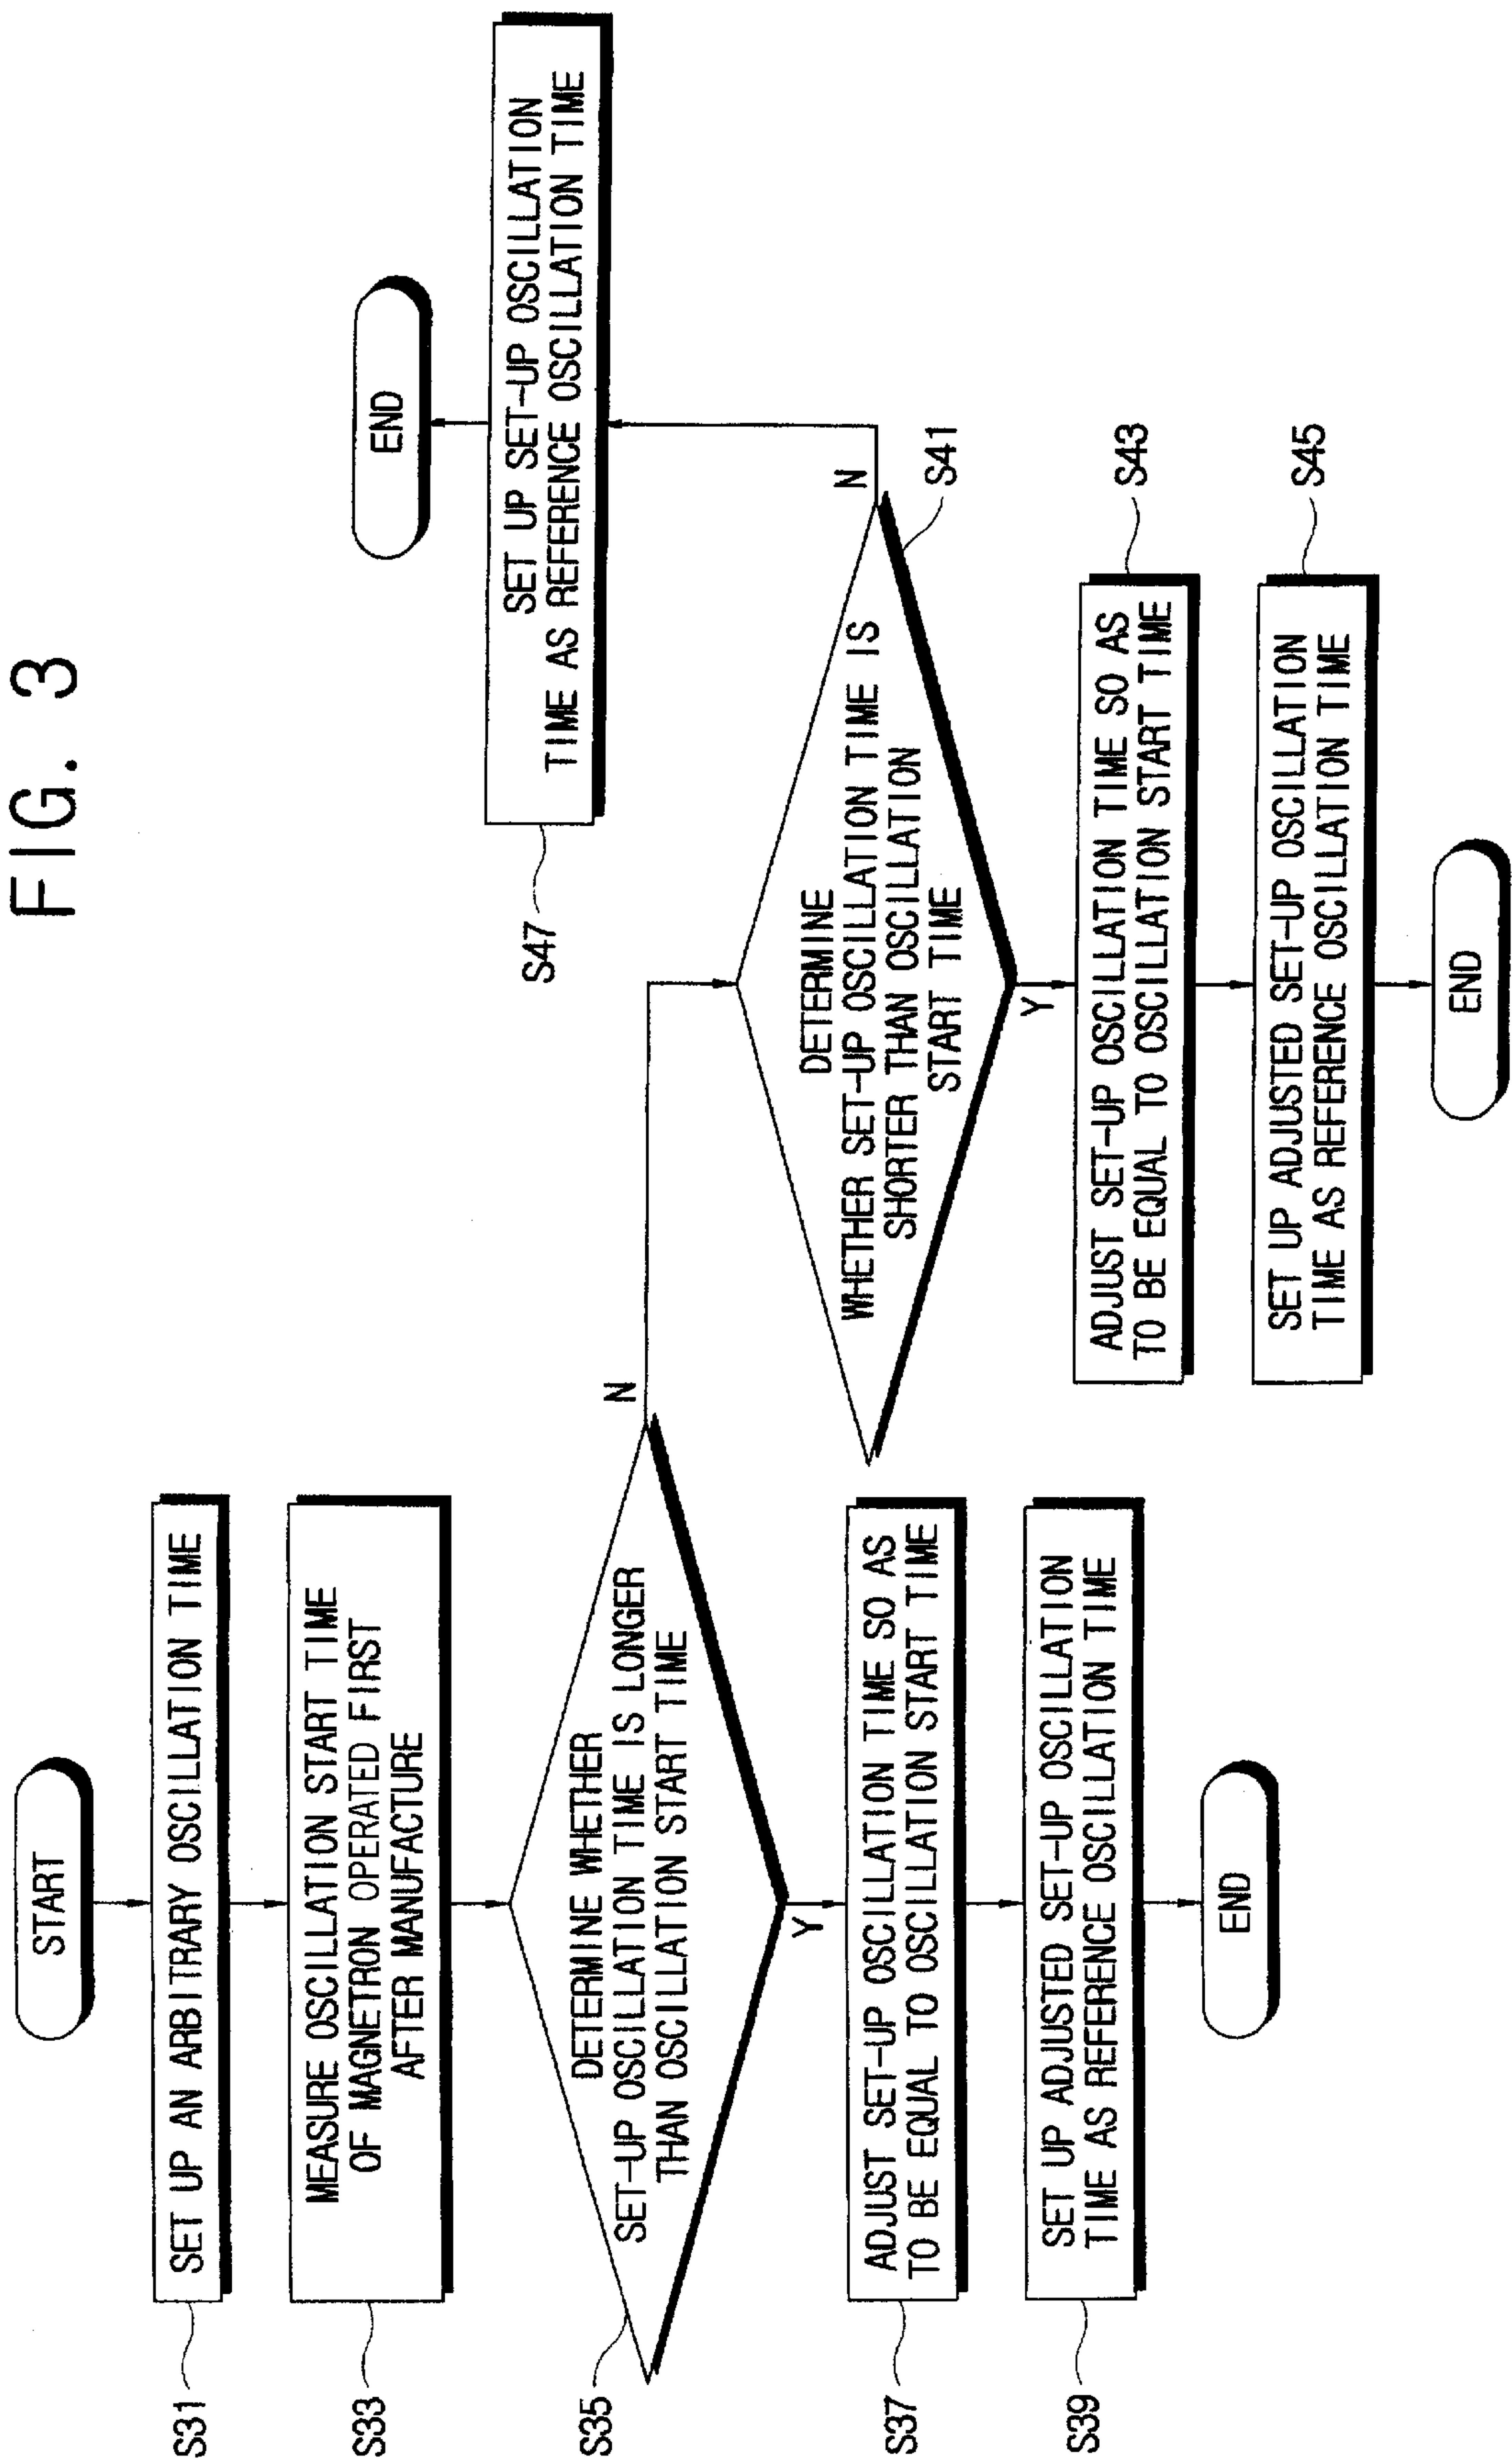 FIG. 3
START
S31
SET UP AN ARBITRARY OSCILLATION TIME
S33
MEASURE OSCILLATION START TIME
OF MAGNETRON OPERATED FIRST
AFTER MANUFACTURE
S35
DETERMINE WHETHER
SET-UP OSCILLATION TIME IS LONGER
THAN OSCILLATION START TIME
N
Y
S37
ADJUST SET-UP OSCILLATION TIME SO AS
TO BE EQUAL TO OSCILLATION START TIME
S39
SET UP ADJUSTED SET-UP OSCILLATION
TIME AS REFERENCE OSCILLATION TIME
END
DETERMINE
WHETHER SET-UP OSCILLATION TIME IS
SHORTER THAN OSCILLATION
START TIME
S41
N
Y
ADJUST SET-UP OSCILLATION TIME SO AS
TO BE EQUAL TO OSCILLATION START TIME
S43
SET UP ADJUSTED SET-UP OSCILLATION
TIME AS REFERENCE OSCILLATION TIME
S45
END
S47
SET UP SET-UP OSCILLATION
TIME AS REFERENCE OSCILLATION TIME
END